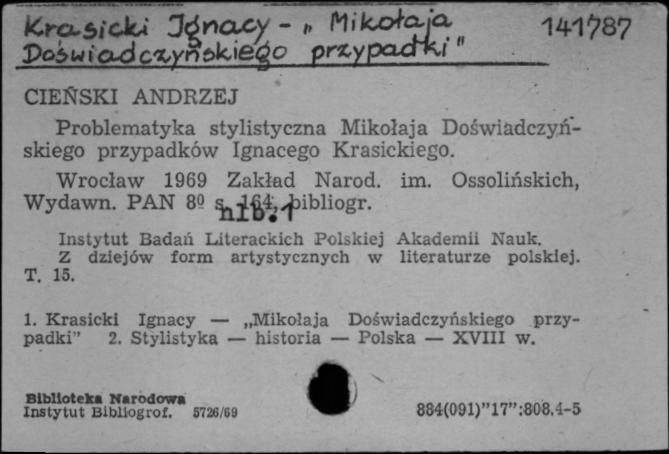 Krasicki Ignacy - „Mikołaja 141787
Doświadczyńskiego przypadki"
CIEŃSKI ANDRZEJ
Problematyka stylistyczna Mikołaja Doświadczyń-
skiego przypadków Ignacego Krasickiego.
Wrocław 1969 Zakład Narod. im. Ossolińskich,
Wydawn. PAN 8º s. 164, bibliogr.
nlb. 1
Instytut Badań Literackich Polskiej Akademii Nauk.
Z dziejów form artystycznych w literaturze polskiej.
T. 15.
1. Krasicki Ignacy — „Mikołaja Doświadczyńskiego przy-
padki” 2. Stylistyka — historia — Polska — XVIII w.
Biblioteka Narodowa
Instytut Bibliogrof. 5726/69 884(091)”17”:808.4-5